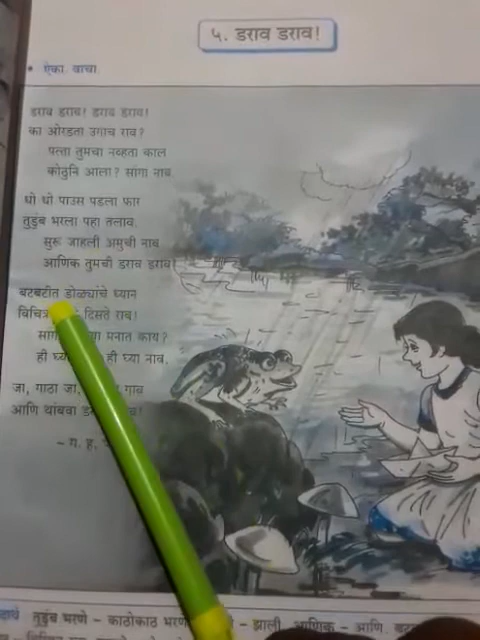 ५. डराव डराव!
• ऐका. वाचा.
डराव डराव! डराव डराव!
का ओरडता उगाच राव?
पत्ता तुमचा नव्हता काल
कोठुनि आला? सांगा नाव
धो धो पाउस पडला फार
तुडुंब भरला पहा तलाव,
सुरू जाहली अमुची नाव
आणिक तुमची डराव डराव!
बटबटीत डोळ्यांचे ध्यान
दिसते राव!
मनात काय?
ही ही घ्या नाव,
जा, गाठा जा, गाव
आणि थांबवा
– ग. ह.
तुडुंब भरणे – काठोकाठ भरणे – झाली, आणिक – आणि,